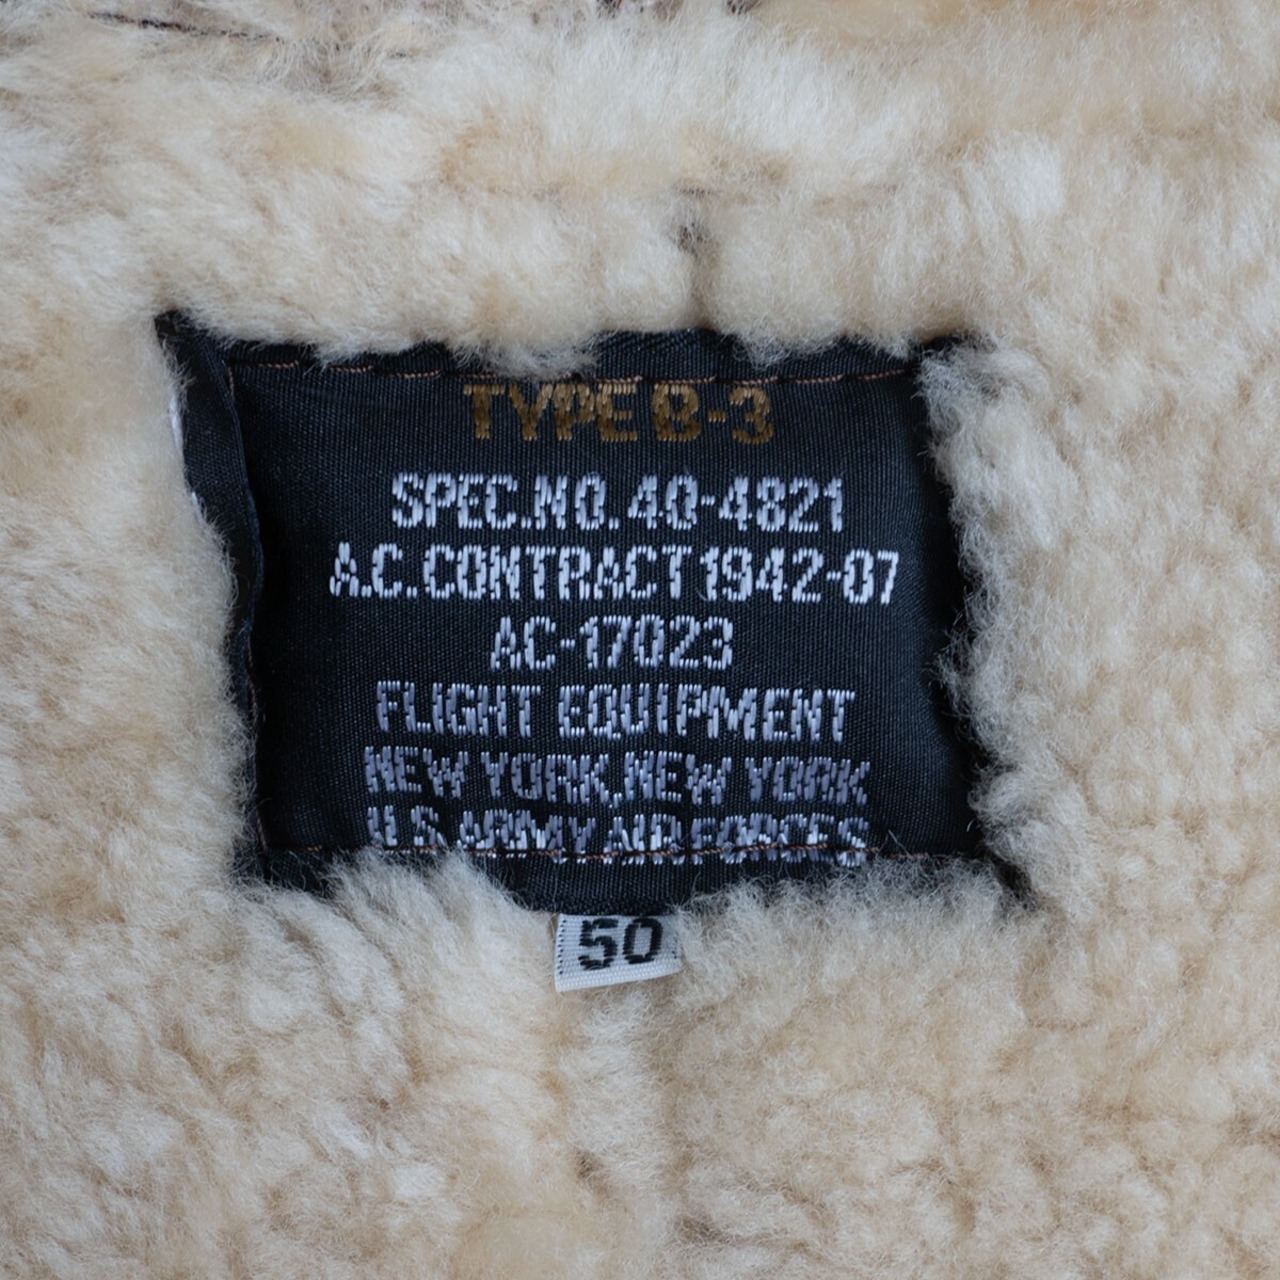 TYPE B-3
SPEC.NO.40-4821
A.C.CONTRACT 1942-07
AC-17023
FLIGHT EQUIPMENT
NEW YORK,NEW YORK
U.S ARMY AIR FORCES
50